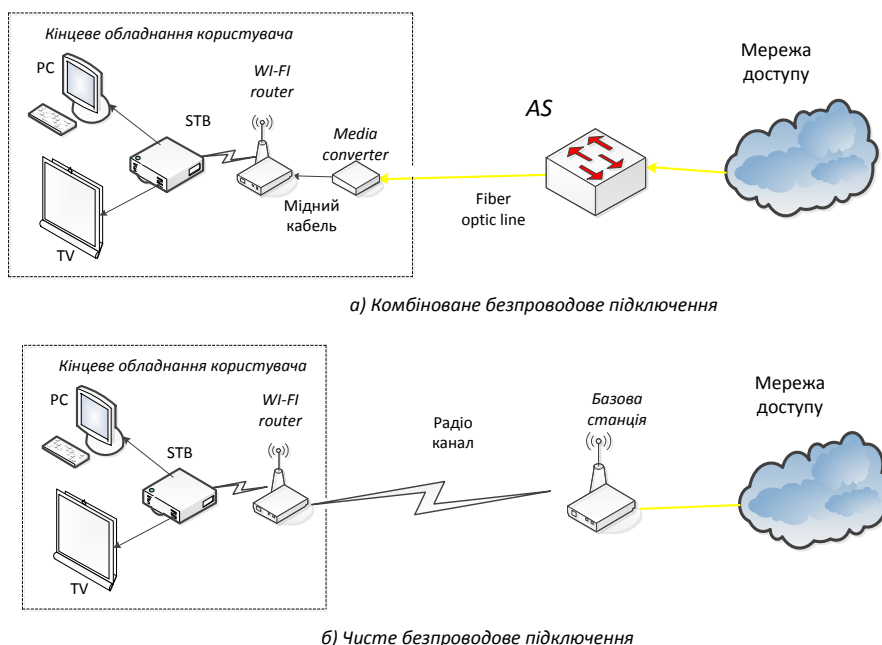 Кінцеве обладнання користувача
PC
WI-FI
router
STB
Media
converter
Мідний
кабель
TV
AS
Fiber
optic line
Мережа
доступу
а) Комбіноване безпроводове підключення
Кінцеве обладнання користувача
PC
WI-FI
router
STB
TV
Радіо
канал
Базова
станція
Мережа
доступу
б) Чисте безпроводове підключення